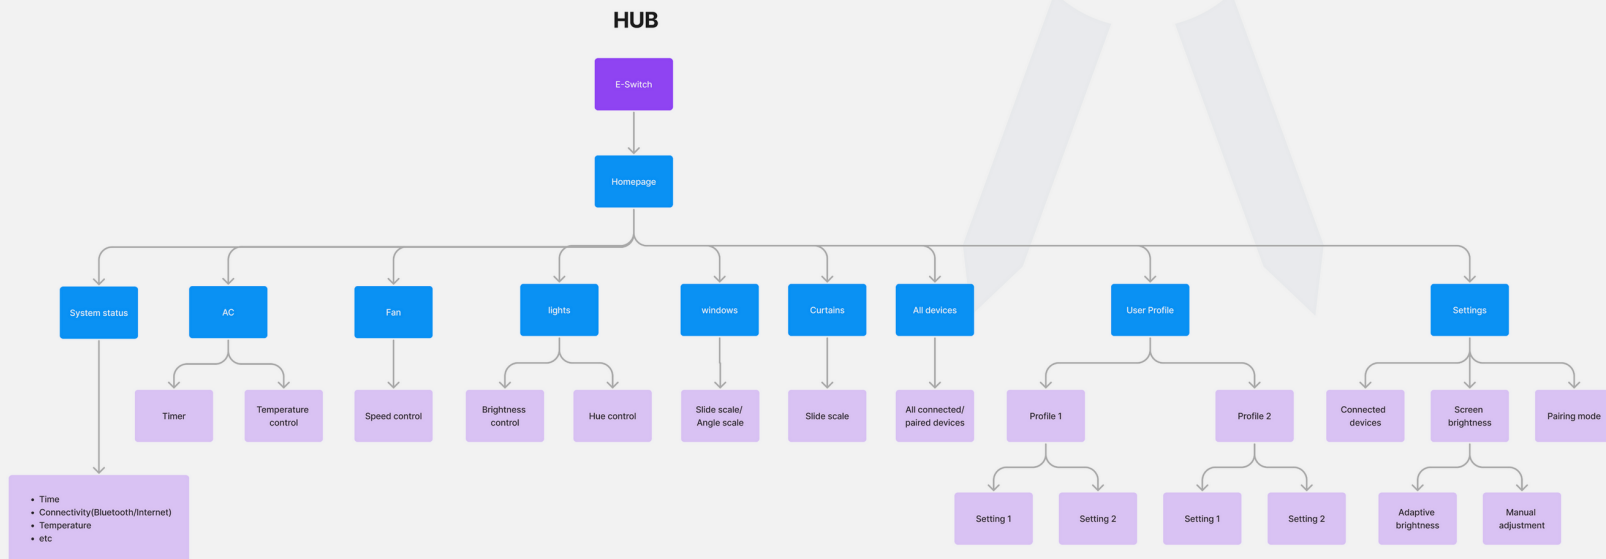 HUB
E-Switch
Homepage
System status
AC
Fan
lights
windows
Curtains
All devices
User Profile
Settings
Timer
Temperature
control
Speed control
Brightness
control
Hue control
Slide scale/
Angle scale
Slide scale
All connected/
paired devices
Profile 1
Profile 2
Connected
devices
Screen
brightness
Pairing mode
• Time
• Connectivity(Bluetooth/Internet)
• Temperature
• etc
Setting 1
Setting 2
Setting 1
Setting 2
Adaptive
brightness
Manual
adjustment